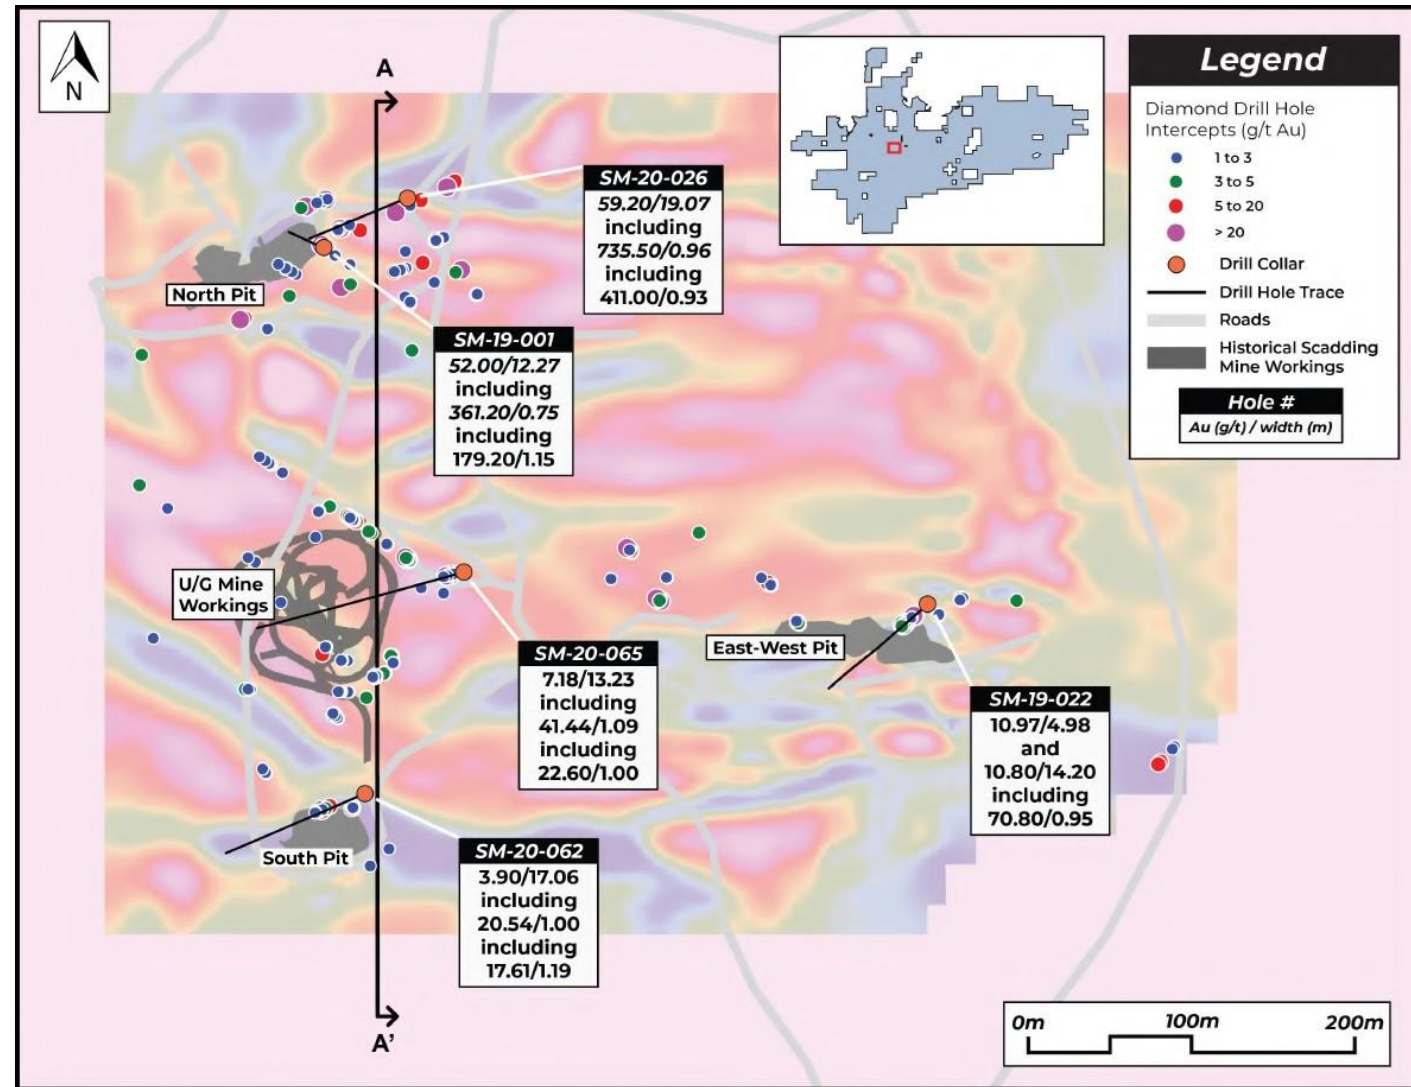 N
A
Legend
Diamond Drill Hole
Intercepts (g/t Au)
1 to 3
3 to 5
5 to 20
> 20
Drill Collar
Drill Hole Trace
Roads
Historical Scadding
Mine Workings
Hole #
Au (g/t) / width (m)
SM-20-026
59.20/19.07
including
735.50/0.96
including
411.00/0.93
North Pit
SM-19-001
52.00/12.27
including
361.20/0.75
including
179.20/1.15
U/G Mine
Workings
East-West Pit
SM-20-065
7.18/13.23
including
41.44/1.09
including
22.60/1.00
SM-19-022
10.97/4.98
and
10.80/14.20
including
70.80/0.95
South Pit
SM-20-062
3.90/17.06
including
20.54/1.00
including
17.61/1.19
A'
0m 100m 200m